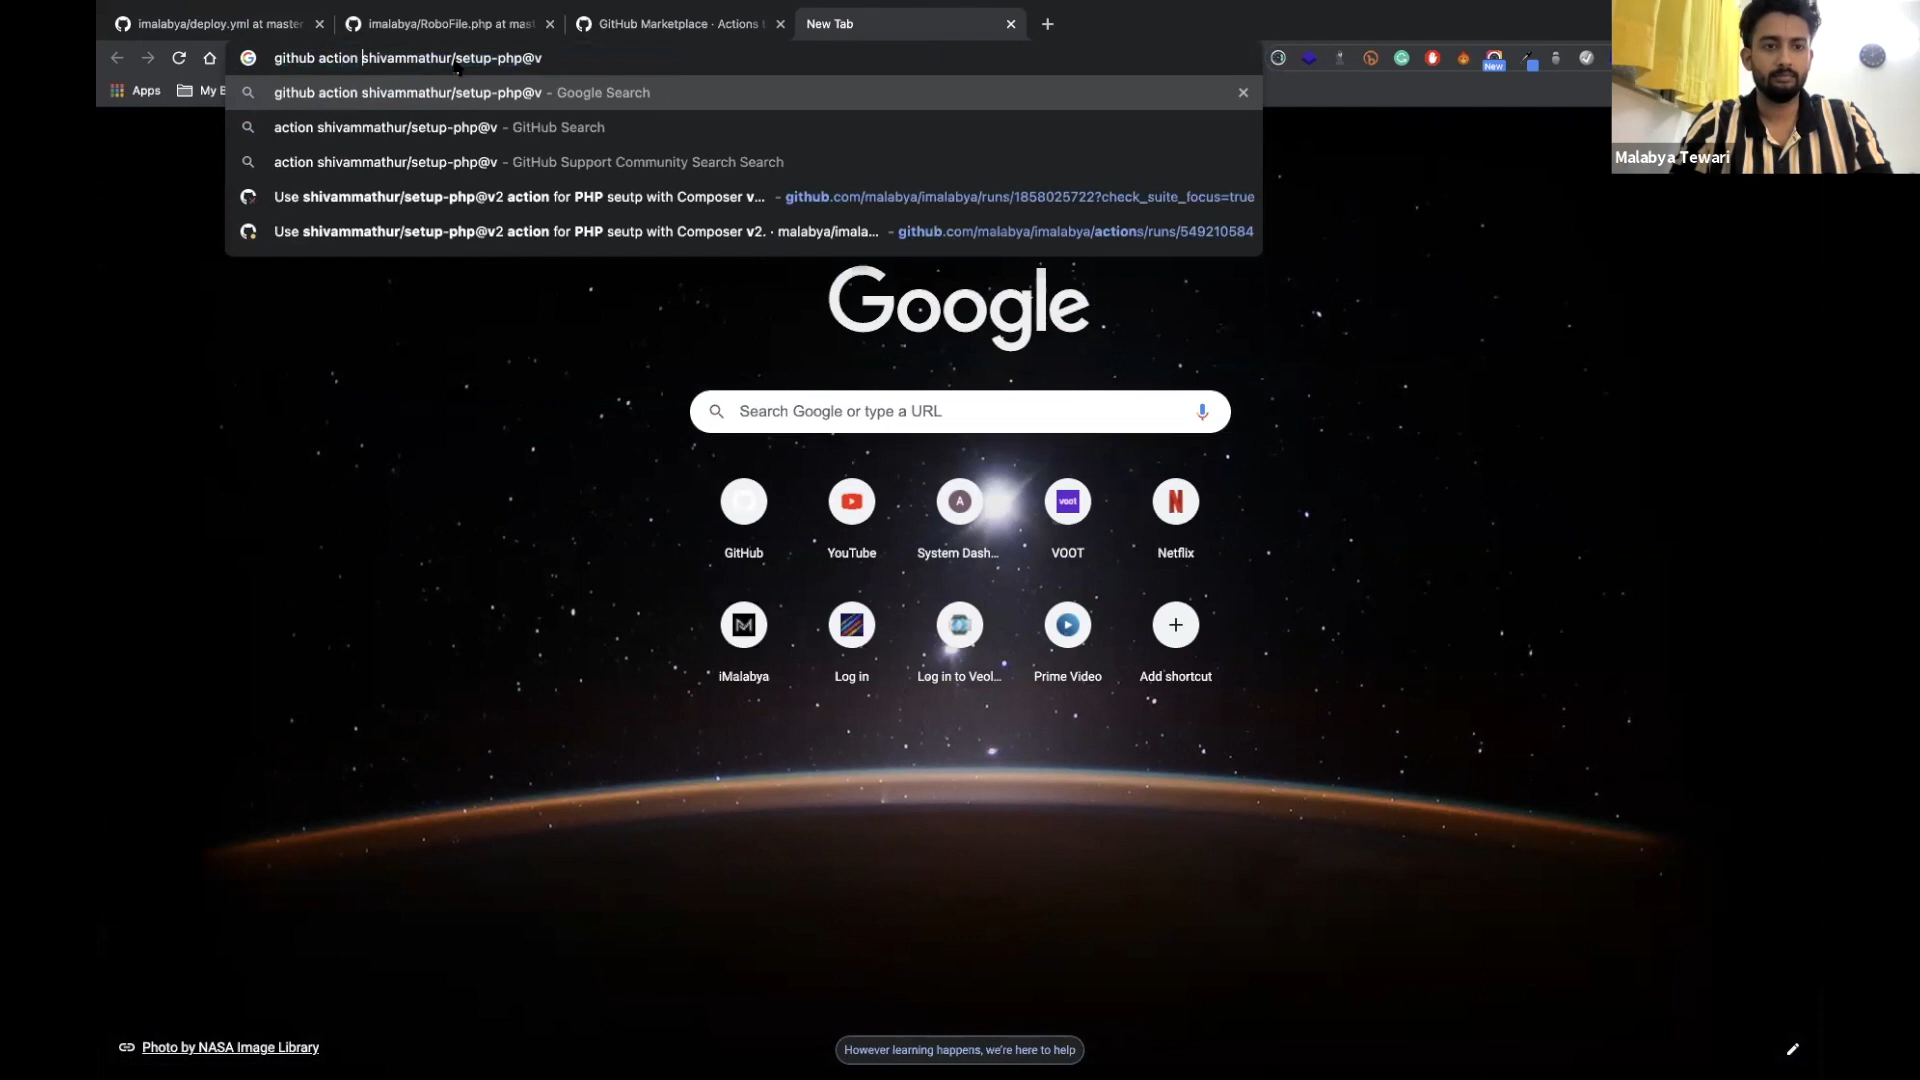 imalabya/deploy.yml at master
imalabya/RoboFile.php at mast
GitHub Marketplace · Actions t
New Tab
github action shivammathur/setup-php@v
New
Apps
My B
github action shivammathur/setup-php@v – Google Search
action shivammathur/setup-php@v – GitHub Search
action shivammathur/setup-php@v – GitHub Support Community Search Search
Use shivammathur/setup-php@v2 action for PHP seutp with Composer v... – github.com/malabya/imalabya/runs/1858025722?check_suite_focus=true
Use shivammathur/setup-php@v2 action for PHP seutp with Composer v2. · malabya/imala... – github.com/malabya/imalabya/actions/runs/549210584
Malabya Tewari
Google
Search Google or type a URL
A
voot
N
GitHub
YouTube
System Dash...
VOOT
Netflix
M
iMalabya
Log in
Log in to Veol...
Prime Video
Add shortcut
Photo by NASA Image Library
However learning happens, we're here to help